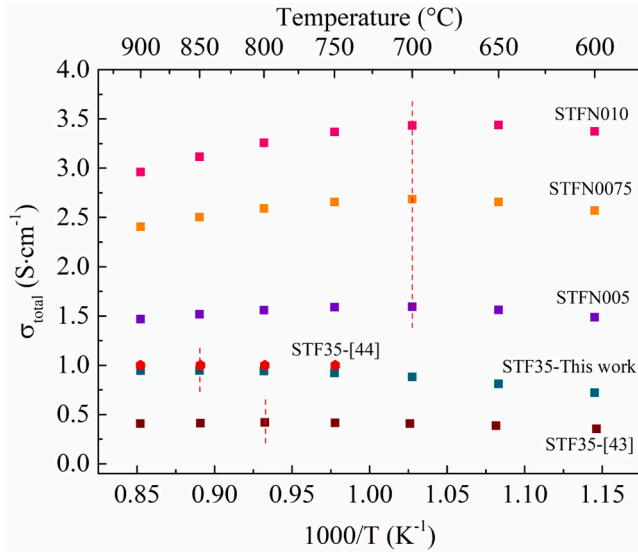 Temperature (°C)
900 850 800 750 700 650 600
4.0
3.5
3.0
2.5
2.0
1.5
1.0
0.5
0.0
σtotal (S·cm-1)
STFN010
STFN0075
STFN005
STF35-[44]
STF35-This work
STF35-[43]
0.85 0.90 0.95 1.00 1.05 1.10 1.15
1000/T (K-1)